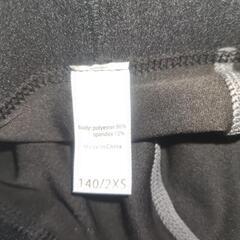 body: polyester 88%
spandex 12%
Made in China
140/2XS